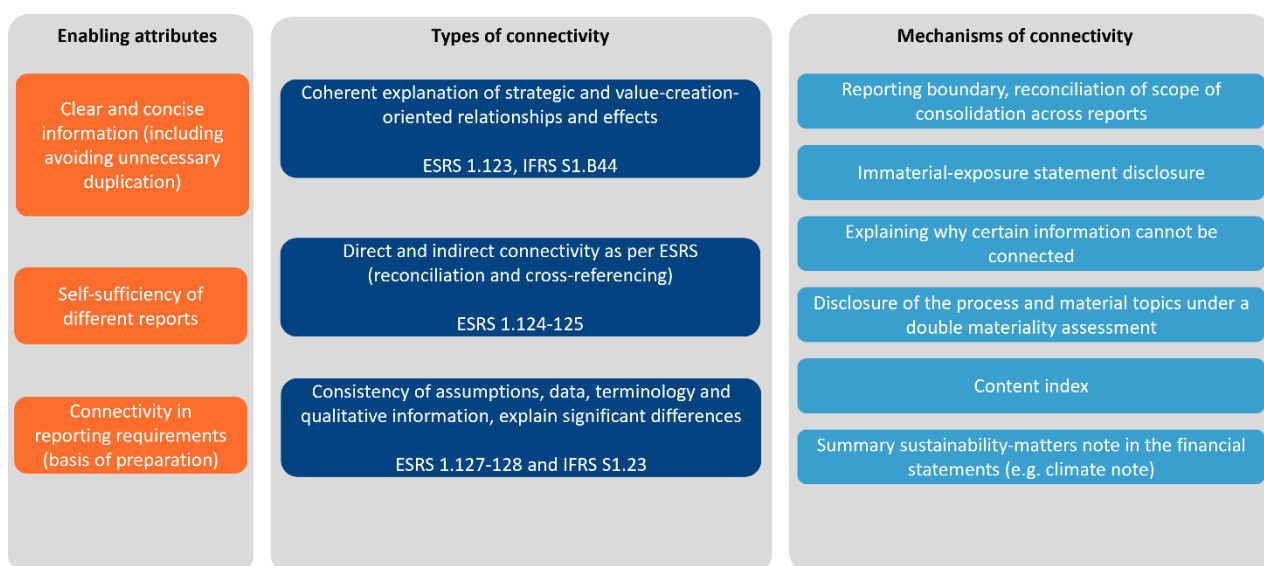 Enabling attributes
Clear and concise
information (including
avoiding unnecessary
duplication)
Self-sufficiency of
different reports
Connectivity in
reporting requirements
(basis of preparation)
Types of connectivity
Coherent explanation of strategic and value-creation-
oriented relationships and effects
ESRS 1.123, IFRS S1.B44
Direct and indirect connectivity as per ESRS
(reconciliation and cross-referencing)
ESRS 1.124-125
Consistency of assumptions, data, terminology and
qualitative information, explain significant differences
ESRS 1.127-128 and IFRS S1.23
Mechanisms of connectivity
Reporting boundary, reconciliation of scope of
consolidation across reports
Immaterial-exposure statement disclosure
Explaining why certain information cannot be
connected
Disclosure of the process and material topics under a
double materiality assessment
Content index
Summary sustainability-matters note in the financial
statements (e.g. climate note)